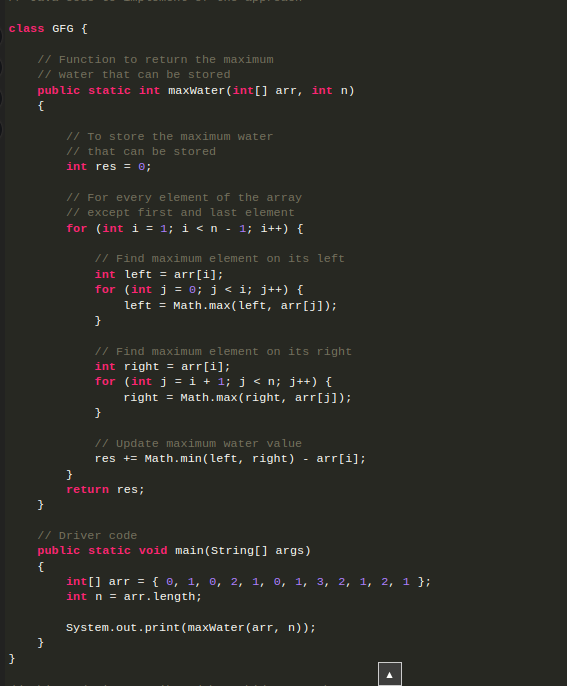 class GFG {
// Function to return the maximum
// water that can be stored
public static int maxWater(int[] arr, int n)
{
// To store the maximum water
// that can be stored
int res = 0;
// For every element of the array
// except first and last element
for (int i = 1; i < n - 1; i++) {
// Find maximum element on its left
int left = arr[i];
for (int j = 0; j < i; j++) {
left = Math.max(left, arr[j]);
}
// Find maximum element on its right
int right = arr[i];
for (int j = i + 1; j < n; j++) {
right = Math.max(right, arr[j]);
}
// Update maximum water value
res += Math.min(left, right) - arr[i];
}
return res;
}
// Driver code
public static void main(String[] args)
{
int[] arr = { 0, 1, 0, 2, 1, 0, 1, 3, 2, 1, 2, 1 };
int n = arr.length;
System.out.print(maxWater(arr, n));
}
}